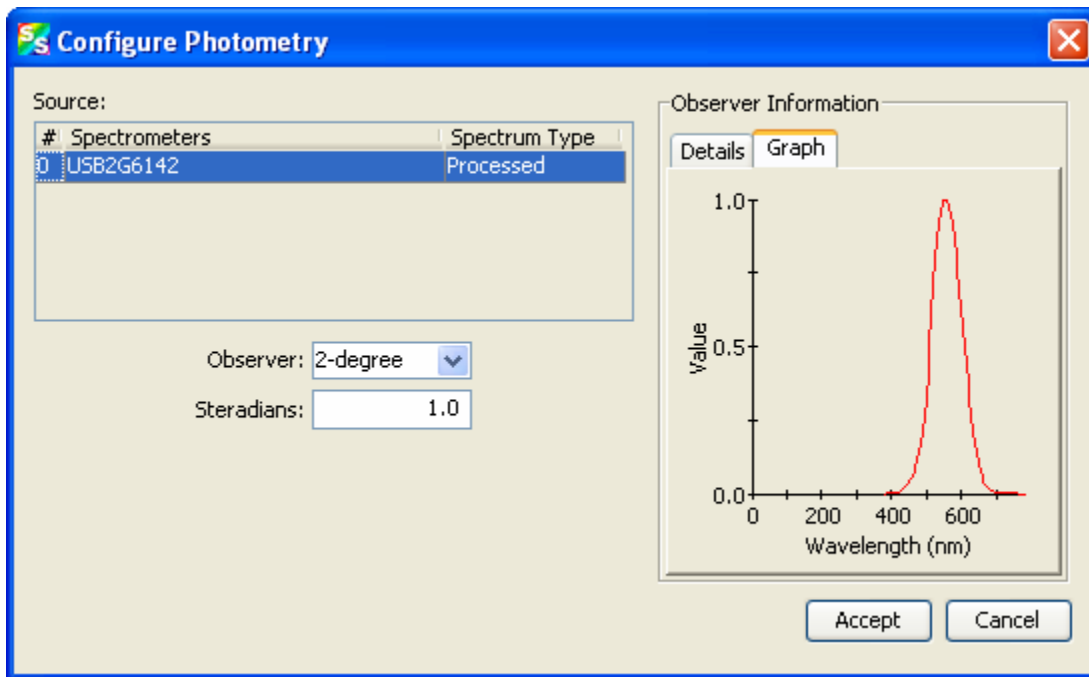 SS Configure Photometry
Source:
# Spectrometers Spectrum Type
0 USB2G6142 Processed
Observer: 2-degree
Steradians: 1.0
Observer Information
Details Graph
1.0
0.5
0.0
Value
0 200 400 600
Wavelength (nm)
Accept Cancel